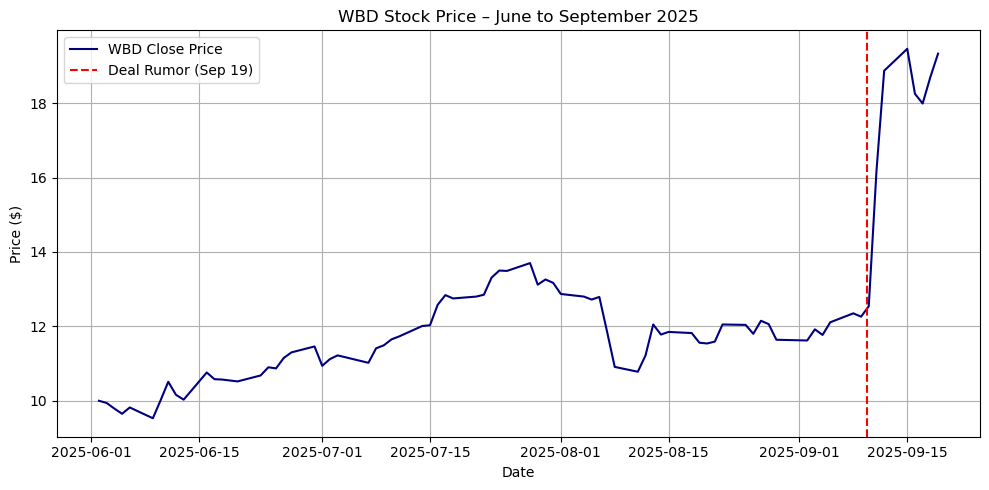 WBD Stock Price – June to September 2025
WBD Close Price
Deal Rumor (Sep 19)
Price ($)
18
16
14
12
10
2025-06-01
2025-06-15
2025-07-01
2025-07-15
2025-08-01
2025-08-15
2025-09-01
2025-09-15
Date